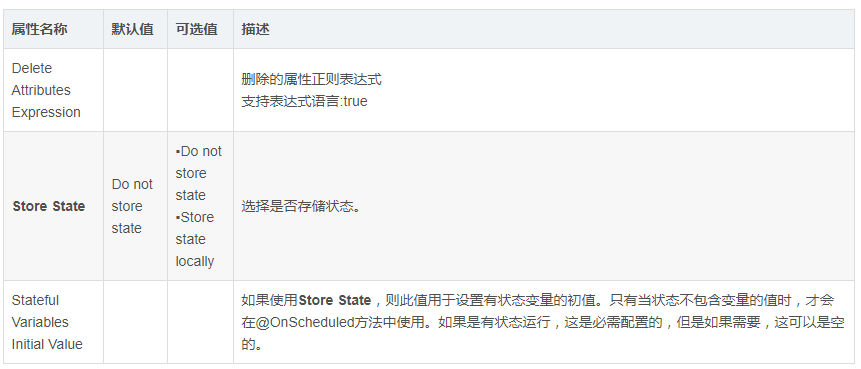 属性名称 默认值 可选值 描述
Delete
Attributes
Expression
删除的属性正则表达式
支持表达式语言:true
Store State
Do not
store
state
▪Do not
store
state
▪Store
state
locally
选择是否存储状态。
Stateful
Variables
Initial Value
如果使用Store State，则此值用于设置有状态变量的初值。只有当状态不包含变量的值时，才会
在@OnScheduled方法中使用。如果是有状态运行，这是必需配置的，但是如果需要，这可以是空
的。